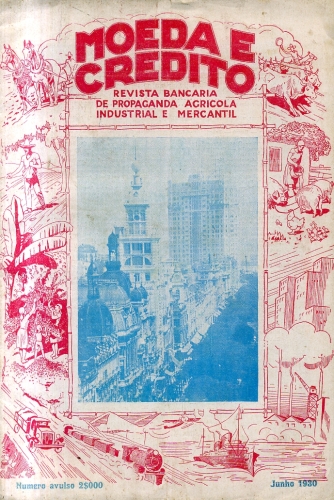 MOEDA E
CREDITO
REVISTA BANCARIA
DE PROPAGANDA AGRICOLA
INDUSTRIAL E MERCANTIL
Numero avulso 2$000
Junho 1930